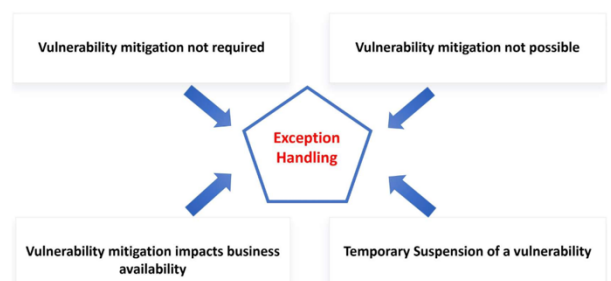 Vulnerability mitigation not required
Vulnerability mitigation not possible
Exception
Handling
Vulnerability mitigation impacts business
availability
Temporary Suspension of a vulnerability